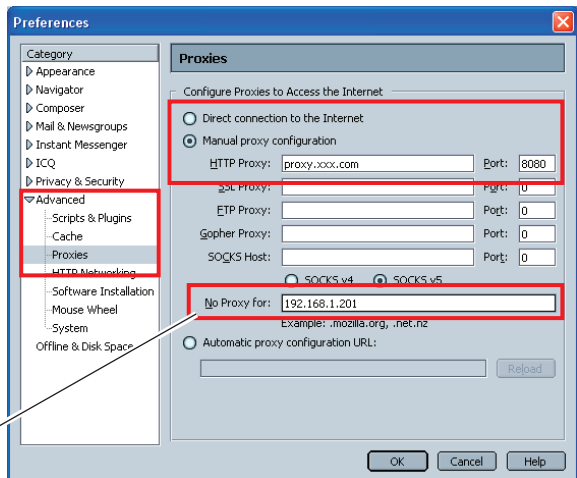 Preferences
Category
Appearance
Navigator
Composer
Mail & Newsgroups
Instant Messenger
ICQ
Privacy & Security
Advanced
Scripts & Plugins
Cache
Proxies
HTTP Networking
Software Installation
Mouse Wheel
System
Offline & Disk Space
Proxies
Configure Proxies to Access the Internet
Direct connection to the Internet
Manual proxy configuration
HTTP Proxy: proxy.xxx.com Port: 8080
SSL Proxy: Port: 0
FTP Proxy: Port: 0
Gopher Proxy: Port: 0
SOCKS Host: Port: 0
SOCKS v4 SOCKS v5
No Proxy for: 192.168.1.201
Example: .mozilla.org, .net.nz
Automatic proxy configuration URL:
Reload
OK Cancel Help